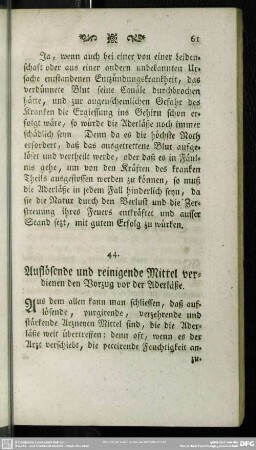 61
Ja, wenn auch bei einer von einer beiden-
schaft oder aus einer andern unbekannten Ur-
sache entstandenen Entzündungskrankheit, das
verdünnete Blut seine Canäle durchbrochen
hätte, und zur augenscheinlichen Gefahr des
Kranken die Ergiessung ins Gehirn schon er-
folgt wäre, so würde die Aderläße noch immer
schädlich seyn. Denn da es die höchste Noth
erfordert, daß das ausgetrettene Blut aufge-
löset und vertheilt werde, oder daß es in Fäul-
nis gehe, um von den Kräften des kranken
Theils ausgestossen werden zu können, so muß
die Aderläße in jedem Fall hinderlich seyn, da
sie die Natur durch den Verlust und die Zer-
streuung ihres Feuers entkräftet und ausser
Stand sezt, mit gutem Erfolg zu würken.
44.
Auflösende und reinigende Mittel ver-
dienen den Vorzug vor der Aderläße.
Aus dem allen kann man schliessen, daß auf-
lösende, purgirende, verzehrende und
stärkende Arzneyen Mittel sind, die die Ader-
läße weit übertreffen: denn oft, wenn es der
Arzt verschiebt, die peccirende Feuchtigkeit an-
zu-
DFG